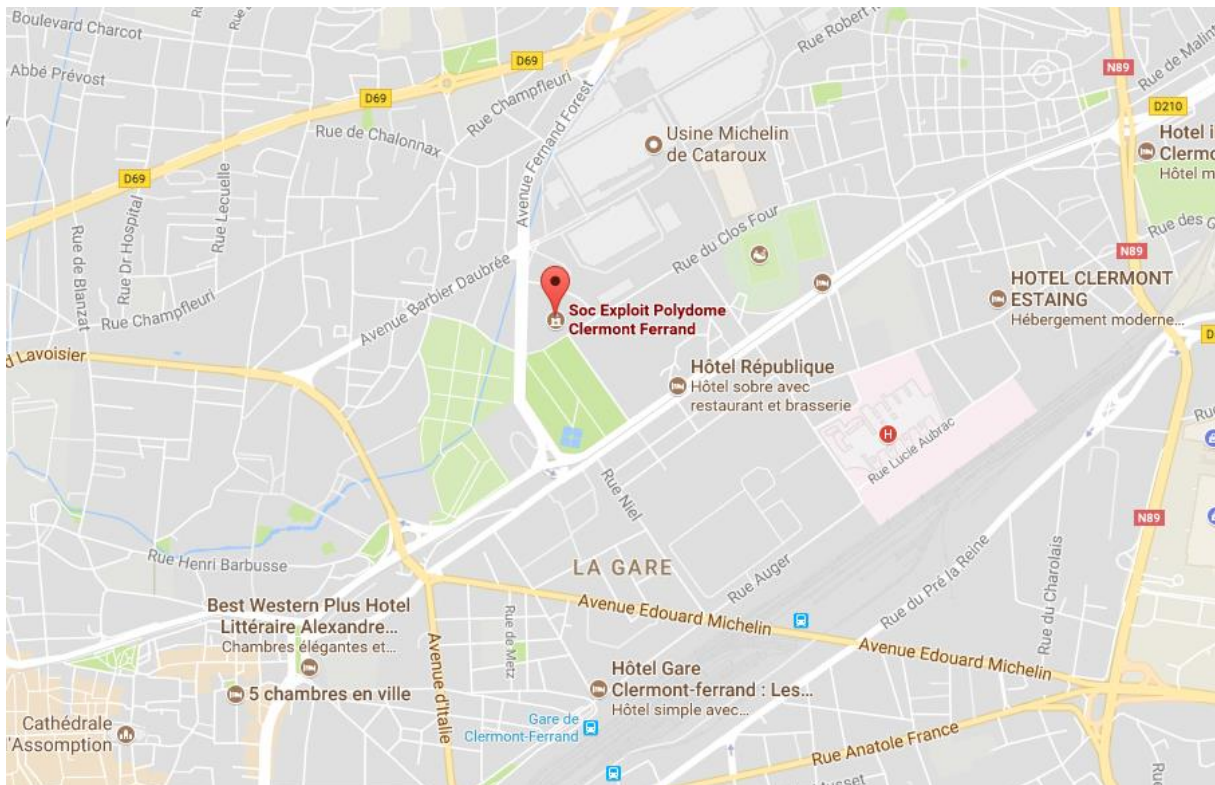 Boulevard Charcot
Abbé Prévost
D69
Rue Robert
N89
Rue de Malint
D69
Rue Champfleuri
D210
Rue de Chalonnax
Avenue Fernand Forest
Usine Michelin
de Cataroux
Hotel i
Clermo
Hôtel m
D69
Rue Dr Hospital
Rue Lecuelle
Rue de Blanzat
Rue du Clos Four
Rue des G
N89
Avenue Barbier Daubrée
HOTEL CLERMONT
ESTAING
Hébergement moderne...
Soc Exploit Polydome
Clermont Ferrand
Rue Champfleuri
d Lavoisier
D
Hôtel République
Hôtel sobre avec
restaurant et brasserie
H
Rue Lucie Aubrac
Rue Niel
N89
Rue Henri Barbusse
LA GARE
Rue Auger
Rue du Pré la Reine
Rue du Charolais
Best Western Plus Hotel
Littéraire Alexandre...
Chambres élégantes et...
Avenue Edouard Michelin
Avenue Edouard Michelin
Rue de Metz
Avenue d'Italie
5 chambres en ville
Hôtel Gare
Clermont-ferrand : Les...
Hôtel simple avec...
Cathédrale
'Assomption
Gare de
Clermont-Ferrand
Rue Anatole France